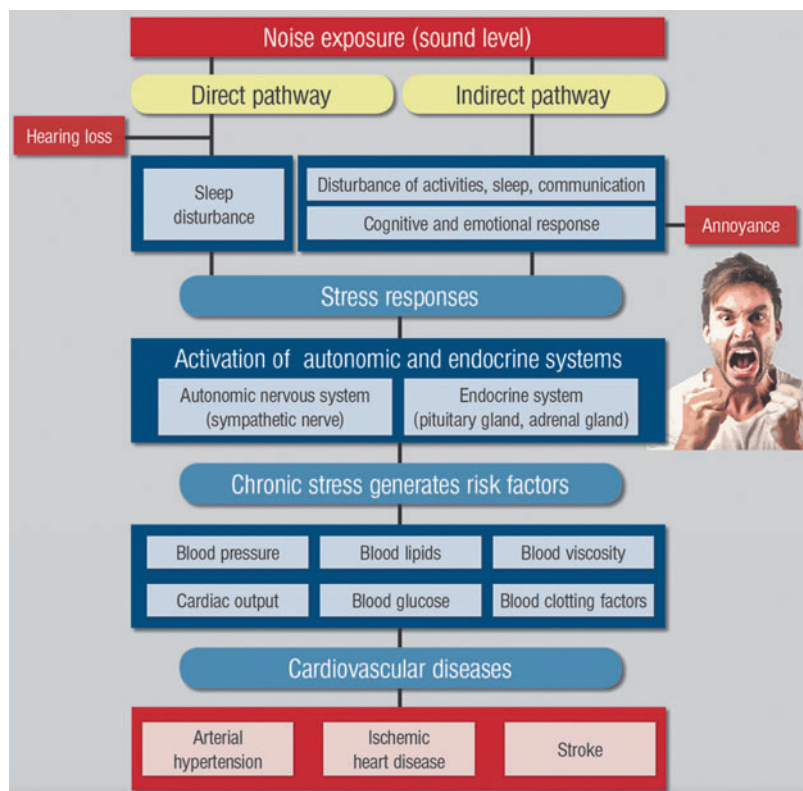 Noise exposure (sound level)
Direct pathway
Indirect pathway
Hearing loss
Sleep
disturbance
Disturbance of activities, sleep, communication
Cognitive and emotional response
Annoyance
Stress responses
Activation of autonomic and endocrine systems
Autonomic nervous system
(sympathetic nerve)
Endocrine system
(pituitary gland, adrenal gland)
Chronic stress generates risk factors
Blood pressure
Blood lipids
Blood viscosity
Cardiac output
Blood glucose
Blood clotting factors
Cardiovascular diseases
Arterial
hypertension
Ischemic
heart disease
Stroke